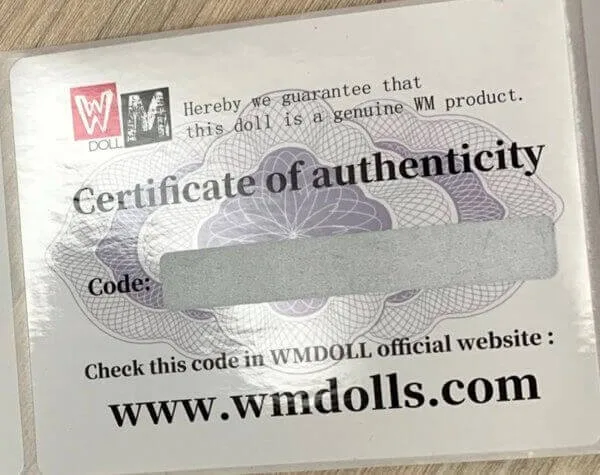 W M
DOLL
Hereby we guarantee that
this doll is a genuine WM product.
Certificate of authenticity
Code:
Check this code in WMDOLL official website :
www.wmdolls.com